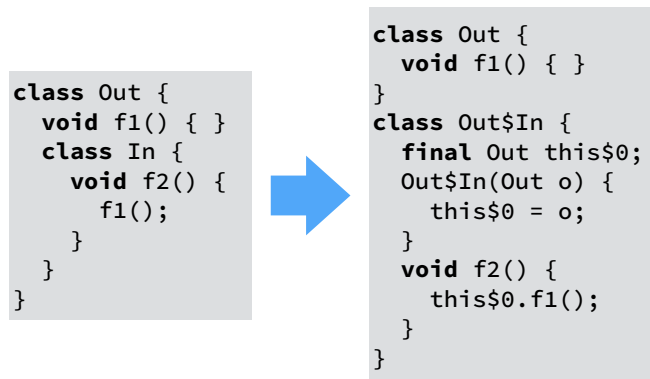 class Out {
  void f1() { }
  class In {
    void f2() {
      f1();
    }
  }
}
class Out {
  void f1() { }
}
class Out$In {
  final Out this$0;
  Out$In(Out o) {
    this$0 = o;
  }
  void f2() {
    this$0.f1();
  }
}